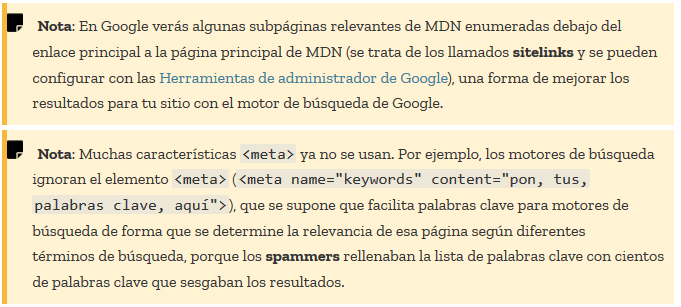 Nota: En Google verás algunas subpáginas relevantes de MDN enumeradas debajo del
enlace principal a la página principal de MDN (se trata de los llamados sitelinks y se pueden
configurar con las Herramientas de administrador de Google), una forma de mejorar los
resultados para tu sitio con el motor de búsqueda de Google.
Nota: Muchas características <meta> ya no se usan. Por ejemplo, los motores de búsqueda
ignoran el elemento <meta> (<meta name="keywords" content="pon, tus,
palabras clave, aquí">), que se supone que facilita palabras clave para motores de
búsqueda de forma que se determine la relevancia de esa página según diferentes
términos de búsqueda, porque los spammers rellenaban la lista de palabras clave con cientos
de palabras clave que sesgaban los resultados.